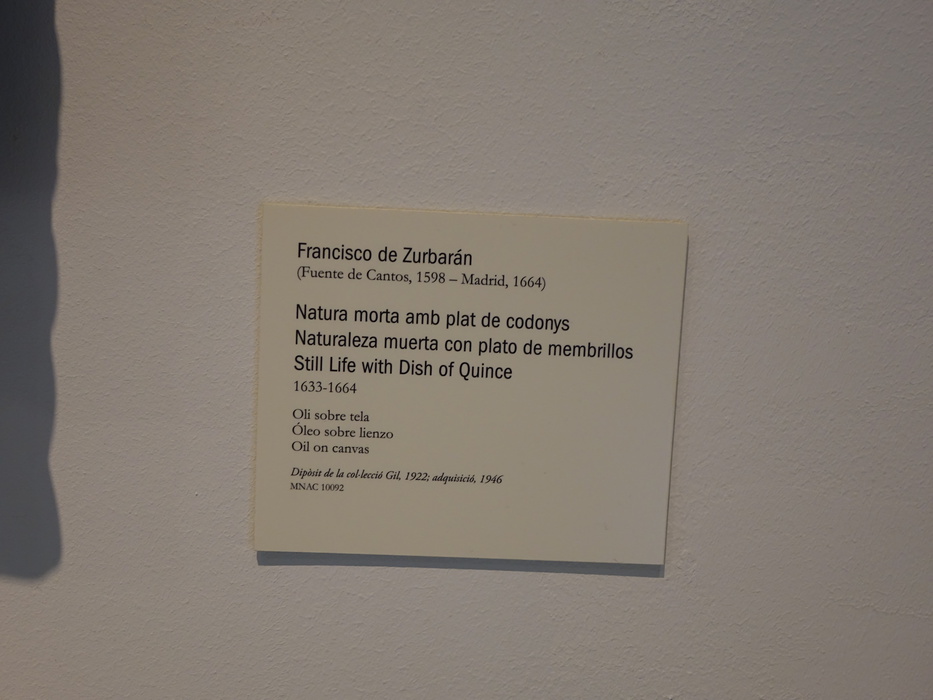 Francisco de Zurbarán
(Fuente de Cantos, 1598 – Madrid, 1664)
Natura morta amb plat de codonys
Naturaleza muerta con plato de membrillos
Still Life with Dish of Quince
1633-1664
Oli sobre tela
Óleo sobre lienzo
Oil on canvas
Dipòsit de la col·lecció Gil, 1922; adquisició, 1946
MNAC 10092